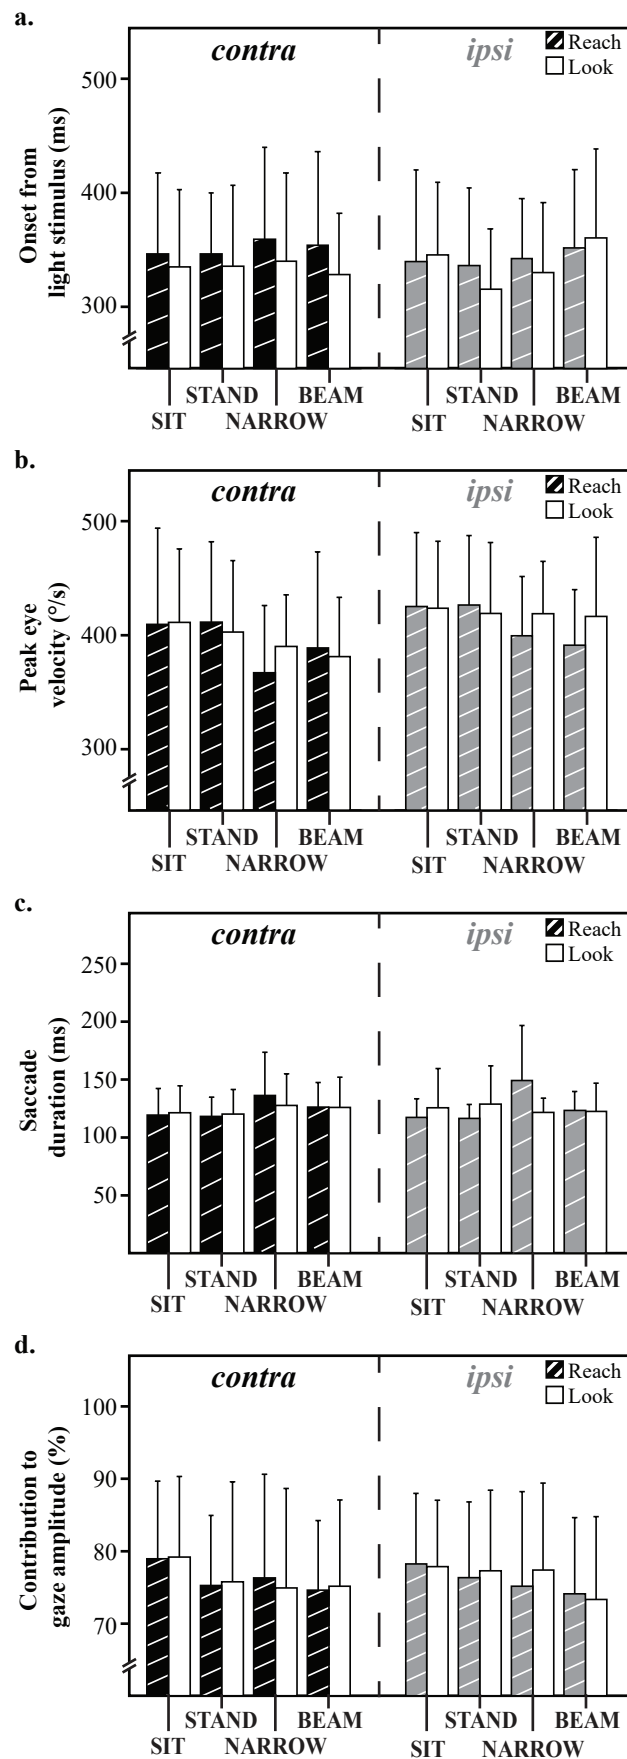 a.
contra
ipsi
Reach
Look
Onset from
light stimulus (ms)
500
400
300
STAND
BEAM
STAND
BEAM
SIT
NARROW
SIT
NARROW
b.
contra
ipsi
Reach
Look
Peak eye
velocity (°/s)
500
400
300
STAND
BEAM
STAND
BEAM
SIT
NARROW
SIT
NARROW
c.
contra
ipsi
Reach
Look
Saccade
duration (ms)
250
200
150
100
50
STAND
BEAM
STAND
BEAM
SIT
NARROW
SIT
NARROW
d.
contra
ipsi
Reach
Look
Contribution to
gaze amplitude (%)
100
90
80
70
STAND
BEAM
STAND
BEAM
SIT
NARROW
SIT
NARROW